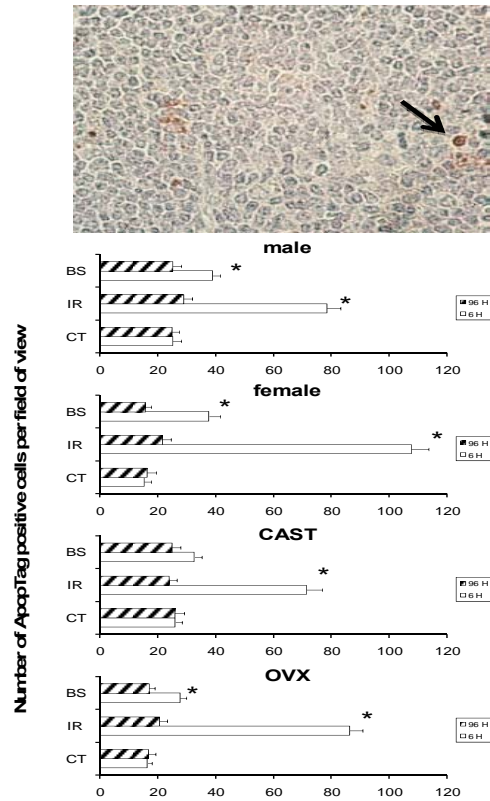 Number of ApopTag positive cells per field of view
male
BS
IR
CT
*
*
96 H
6 H
0 20 40 60 80 100 120
female
BS
IR
CT
*
*
96 H
6 H
0 20 40 60 80 100 120
CAST
BS
IR
CT
*
96 H
6 H
0 20 40 60 80 100 120
OVX
BS
IR
CT
*
*
96 H
6 H
0 20 40 60 80 100 120